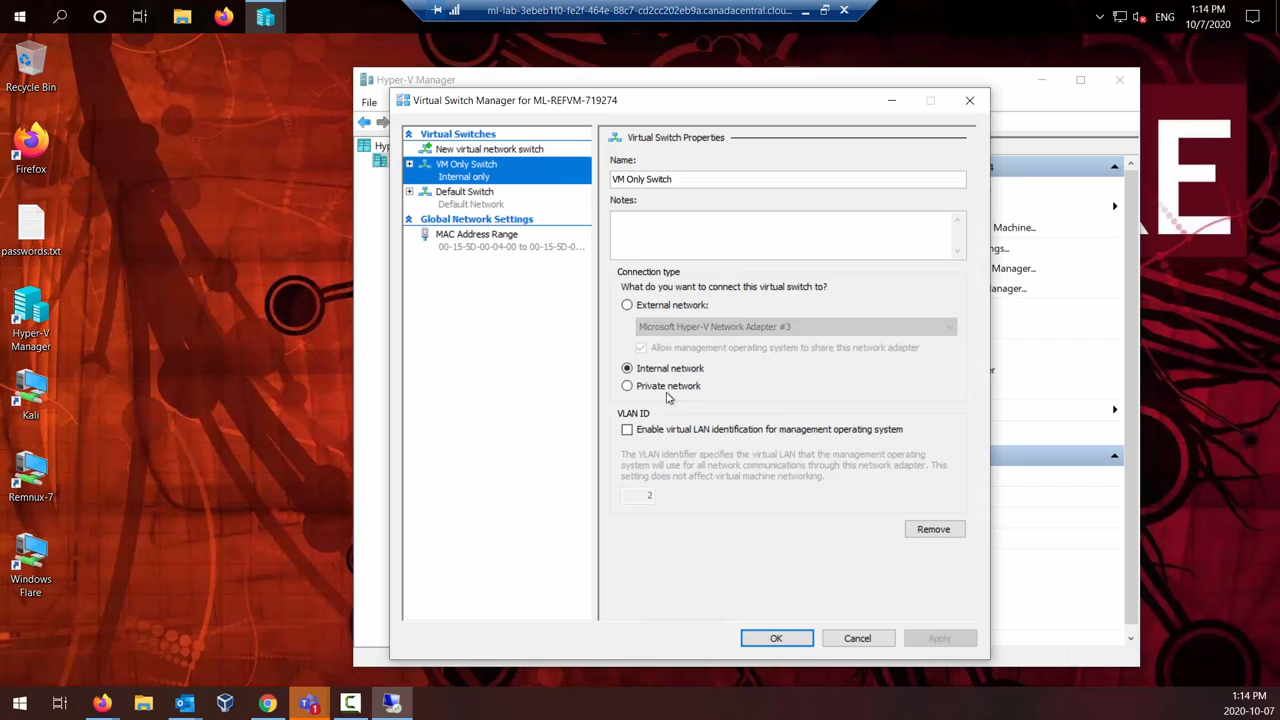 ml-lab-3ebeb1f0-fe2f-464e-88c7-cd2cc202eb9a.canadacentral.clou...
ENG
1:14 PM
10/7/2020
Recycle Bin
Firefox
passwords.txt
Hyper-V
Manager
Kali
Remnux-7
Windows
Flare
Hyper-V Manager
File
Hyp
Virtual Switch Manager for ML-REFVM-719274
Virtual Switches
New virtual network switch
VM Only Switch
Internal only
Default Switch
Default Network
Global Network Settings
MAC Address Range
00-15-5D-00-04-00 to 00-15-5D-0...
Virtual Switch Properties
Name:
VM Only Switch
Notes:
Connection type
What do you want to connect this virtual switch to?
External network:
Microsoft Hyper-V Network Adapter #3
Allow management operating system to share this network adapter
Internal network
Private network
VLAN ID
Enable virtual LAN identification for management operating system
The VLAN identifier specifies the virtual LAN that the management operating
system will use for all network communications through this network adapter. This
setting does not affect virtual machine networking.
2
Remove
OK
Cancel
Apply
4
Machine...
ngs...
Manager...
anager...
er
E
1
1:14 PM
2020-10-07